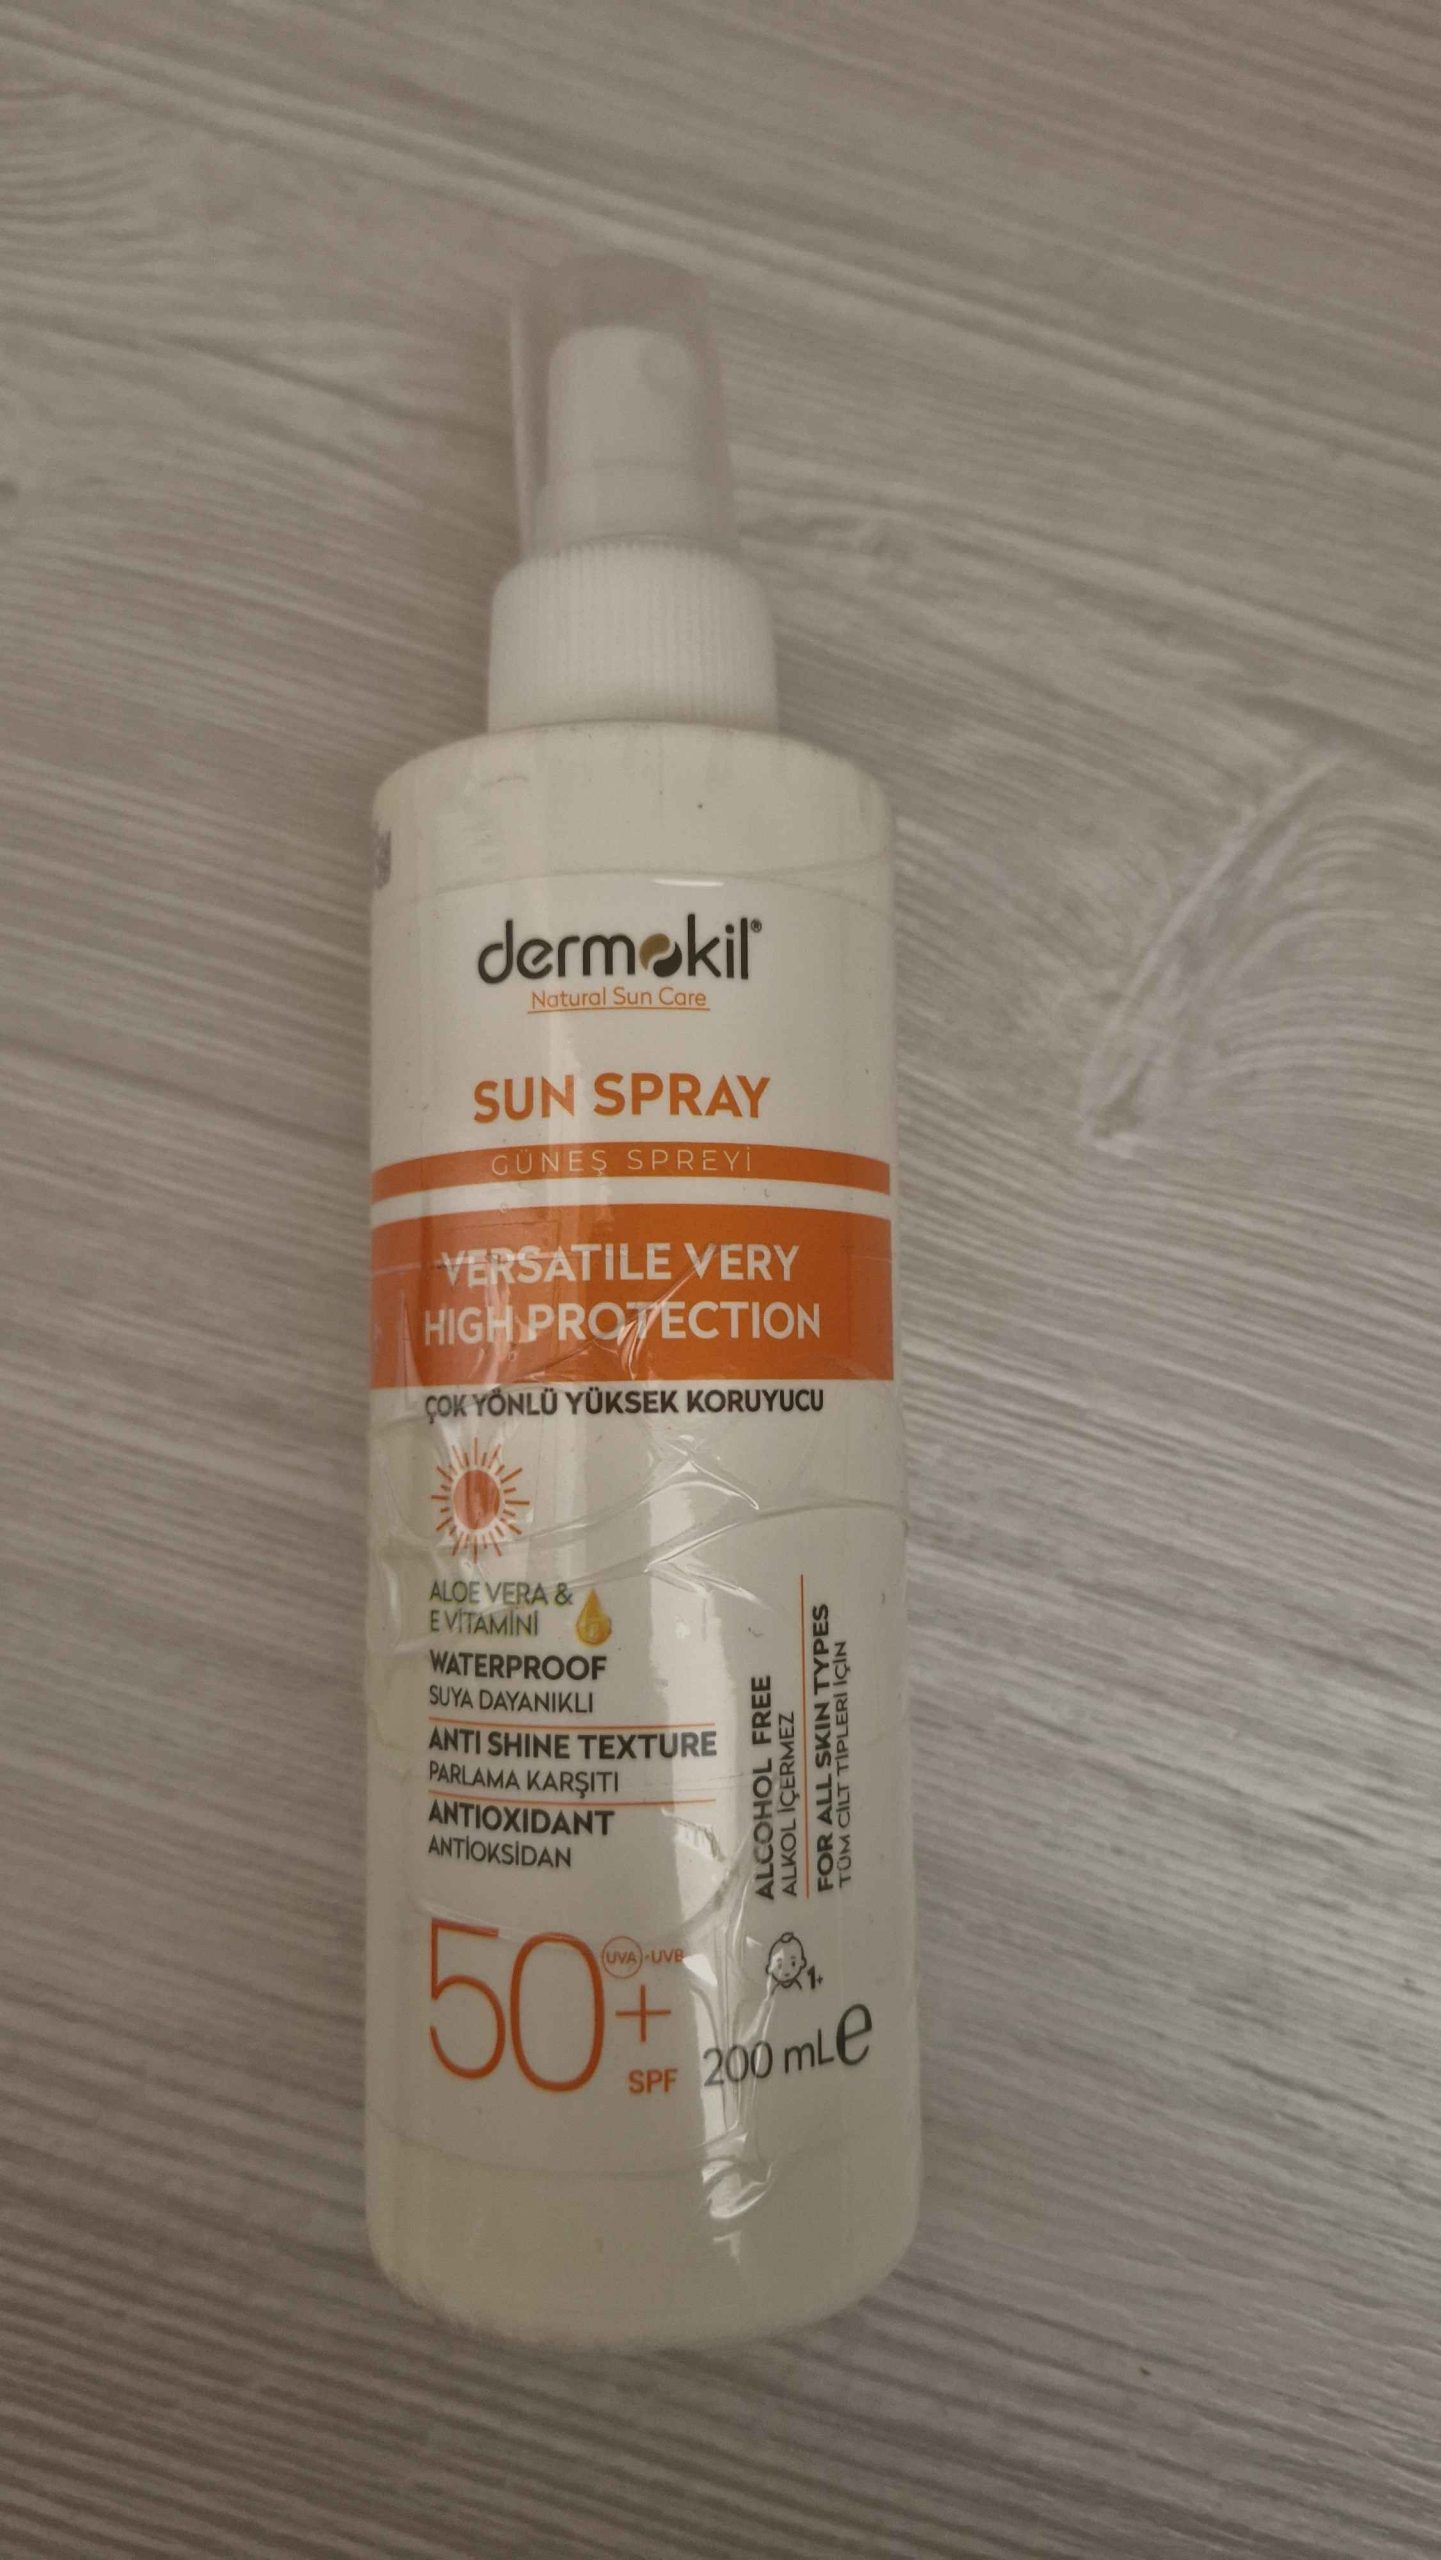 dermokil®
Natural Sun Care
SUN SPRAY
GÜNEŞ SPREYİ
VERSATILE VERY
HIGH PROTECTION
ÇOK YÖNLÜ YÜKSEK KORUYUCU
ALOE VERA &
E VİTAMİNİ
WATERPROOF
SUYA DAYANIKLI
ANTI SHINE TEXTURE
PARLAMA KARŞITI
ANTIOXIDANT
ANTİOKSİDAN
ALCOHOL FREE
ALKOL İÇERMEZ
FOR ALL SKIN TYPES
TÜM CİLT TİPLERİ İÇİN
50+
UVA-UVB
SPF
1+
200 mL e